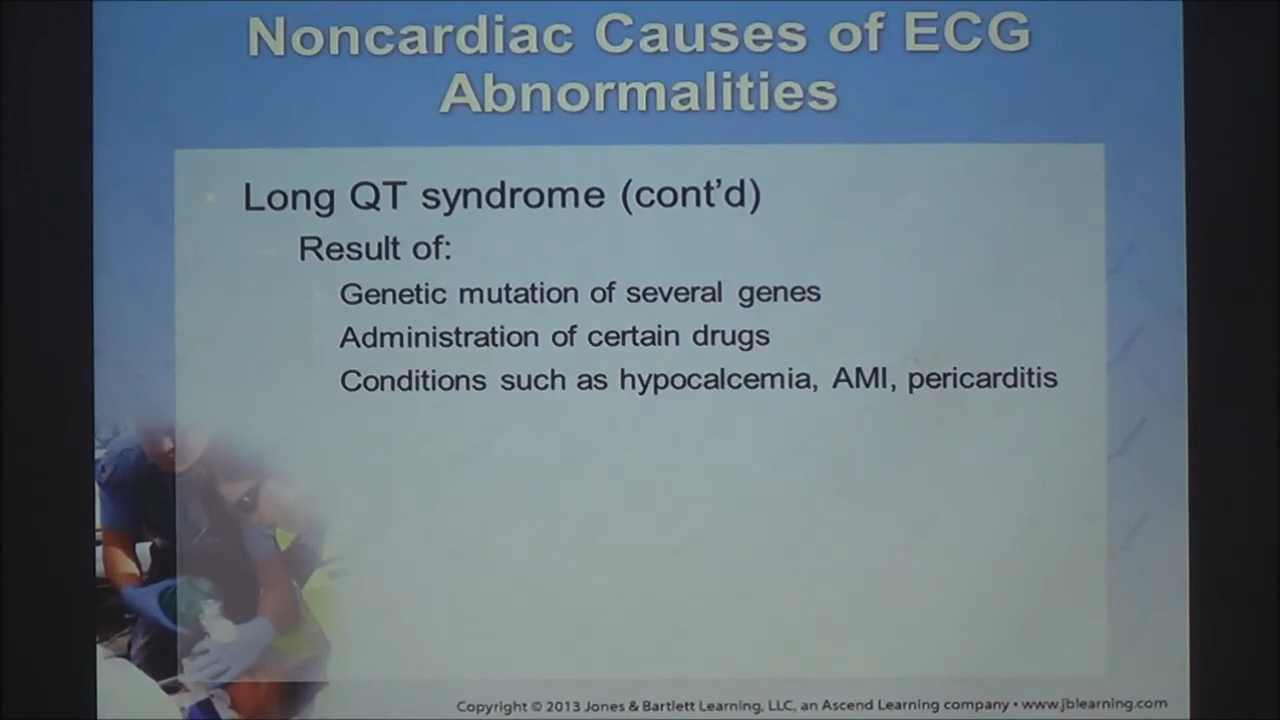 Noncardiac Causes of ECG
Abnormalities
Long QT syndrome (cont'd)
Result of:
Genetic mutation of several genes
Administration of certain drugs
Conditions such as hypocalcemia, AMI, pericarditis
Copyright © 2013 Jones & Bartlett Learning, LLC, an Ascend Learning company • www.jblearning.com